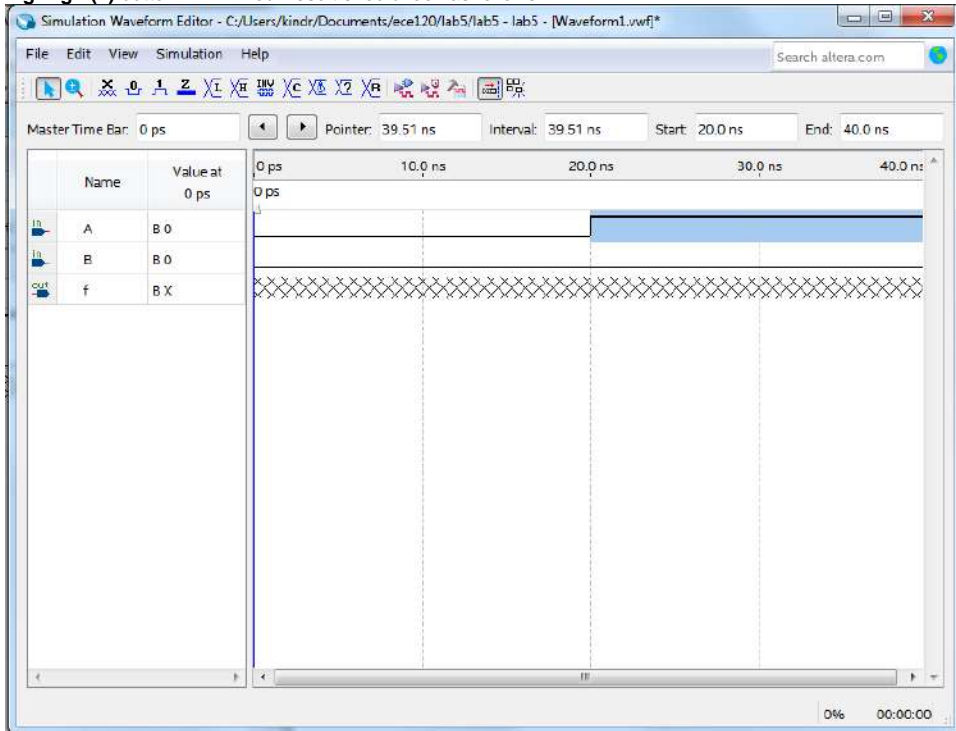 Simulation Waveform Editor - C:/Users/kindr/Documents/ece120/lab5/lab5 - lab5 - [Waveform1.vwf]*
File Edit View Simulation Help Search altera.com
Master Time Bar: 0 ps Pointer: 39.51 ns Interval: 39.51 ns Start: 20.0 ns End: 40.0 ns
Name Value at 0 ps
0 ps 10.0 ns 20.0 ns 30.0 ns 40.0 ns
0 ps
in A B 0
in B B 0
out f B X
0% 00:00:00